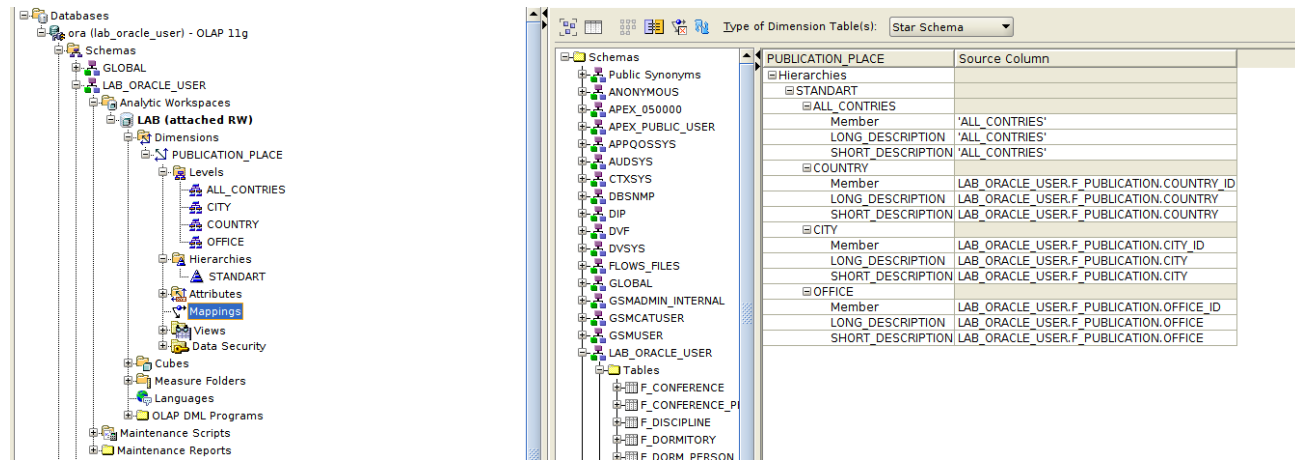 Databases
ora (lab_oracle_user) - OLAP 11g
Schemas
GLOBAL
LAB_ORACLE_USER
Analytic Workspaces
LAB (attached RW)
Dimensions
PUBLICATION_PLACE
Levels
ALL_CONTRIES
CITY
COUNTRY
OFFICE
Hierarchies
STANDART
Attributes
Mappings
Views
Data Security
Cubes
Measure Folders
Languages
OLAP DML Programs
Maintenance Scripts
Maintenance Reports
Type of Dimension Table(s): Star Schema
Schemas
Public Synonyms
ANONYMOUS
APEX_050000
APEX_PUBLIC_USER
APPQOSSYS
AUDSYS
CTXSYS
DBSNMP
DIP
DVF
DVSYS
FLOWS_FILES
GLOBAL
GSMADMIN_INTERNAL
GSMCATUSER
GSMUSER
LAB_ORACLE_USER
Tables
F_CONFERENCE
F_CONFERENCE_P
F_DISCIPLINE
F_DORMITORY
F_DORM_PERSON
PUBLICATION_PLACE Source Column
Hierarchies
STANDART
ALL_CONTRIES
Member 'ALL_CONTRIES'
LONG_DESCRIPTION 'ALL_CONTRIES'
SHORT_DESCRIPTION 'ALL_CONTRIES'
COUNTRY
Member LAB_ORACLE_USER.F_PUBLICATION.COUNTRY_ID
LONG_DESCRIPTION LAB_ORACLE_USER.F_PUBLICATION.COUNTRY
SHORT_DESCRIPTION LAB_ORACLE_USER.F_PUBLICATION.COUNTRY
CITY
Member LAB_ORACLE_USER.F_PUBLICATION.CITY_ID
LONG_DESCRIPTION LAB_ORACLE_USER.F_PUBLICATION.CITY
SHORT_DESCRIPTION LAB_ORACLE_USER.F_PUBLICATION.CITY
OFFICE
Member LAB_ORACLE_USER.F_PUBLICATION.OFFICE_ID
LONG_DESCRIPTION LAB_ORACLE_USER.F_PUBLICATION.OFFICE
SHORT_DESCRIPTION LAB_ORACLE_USER.F_PUBLICATION.OFFICE